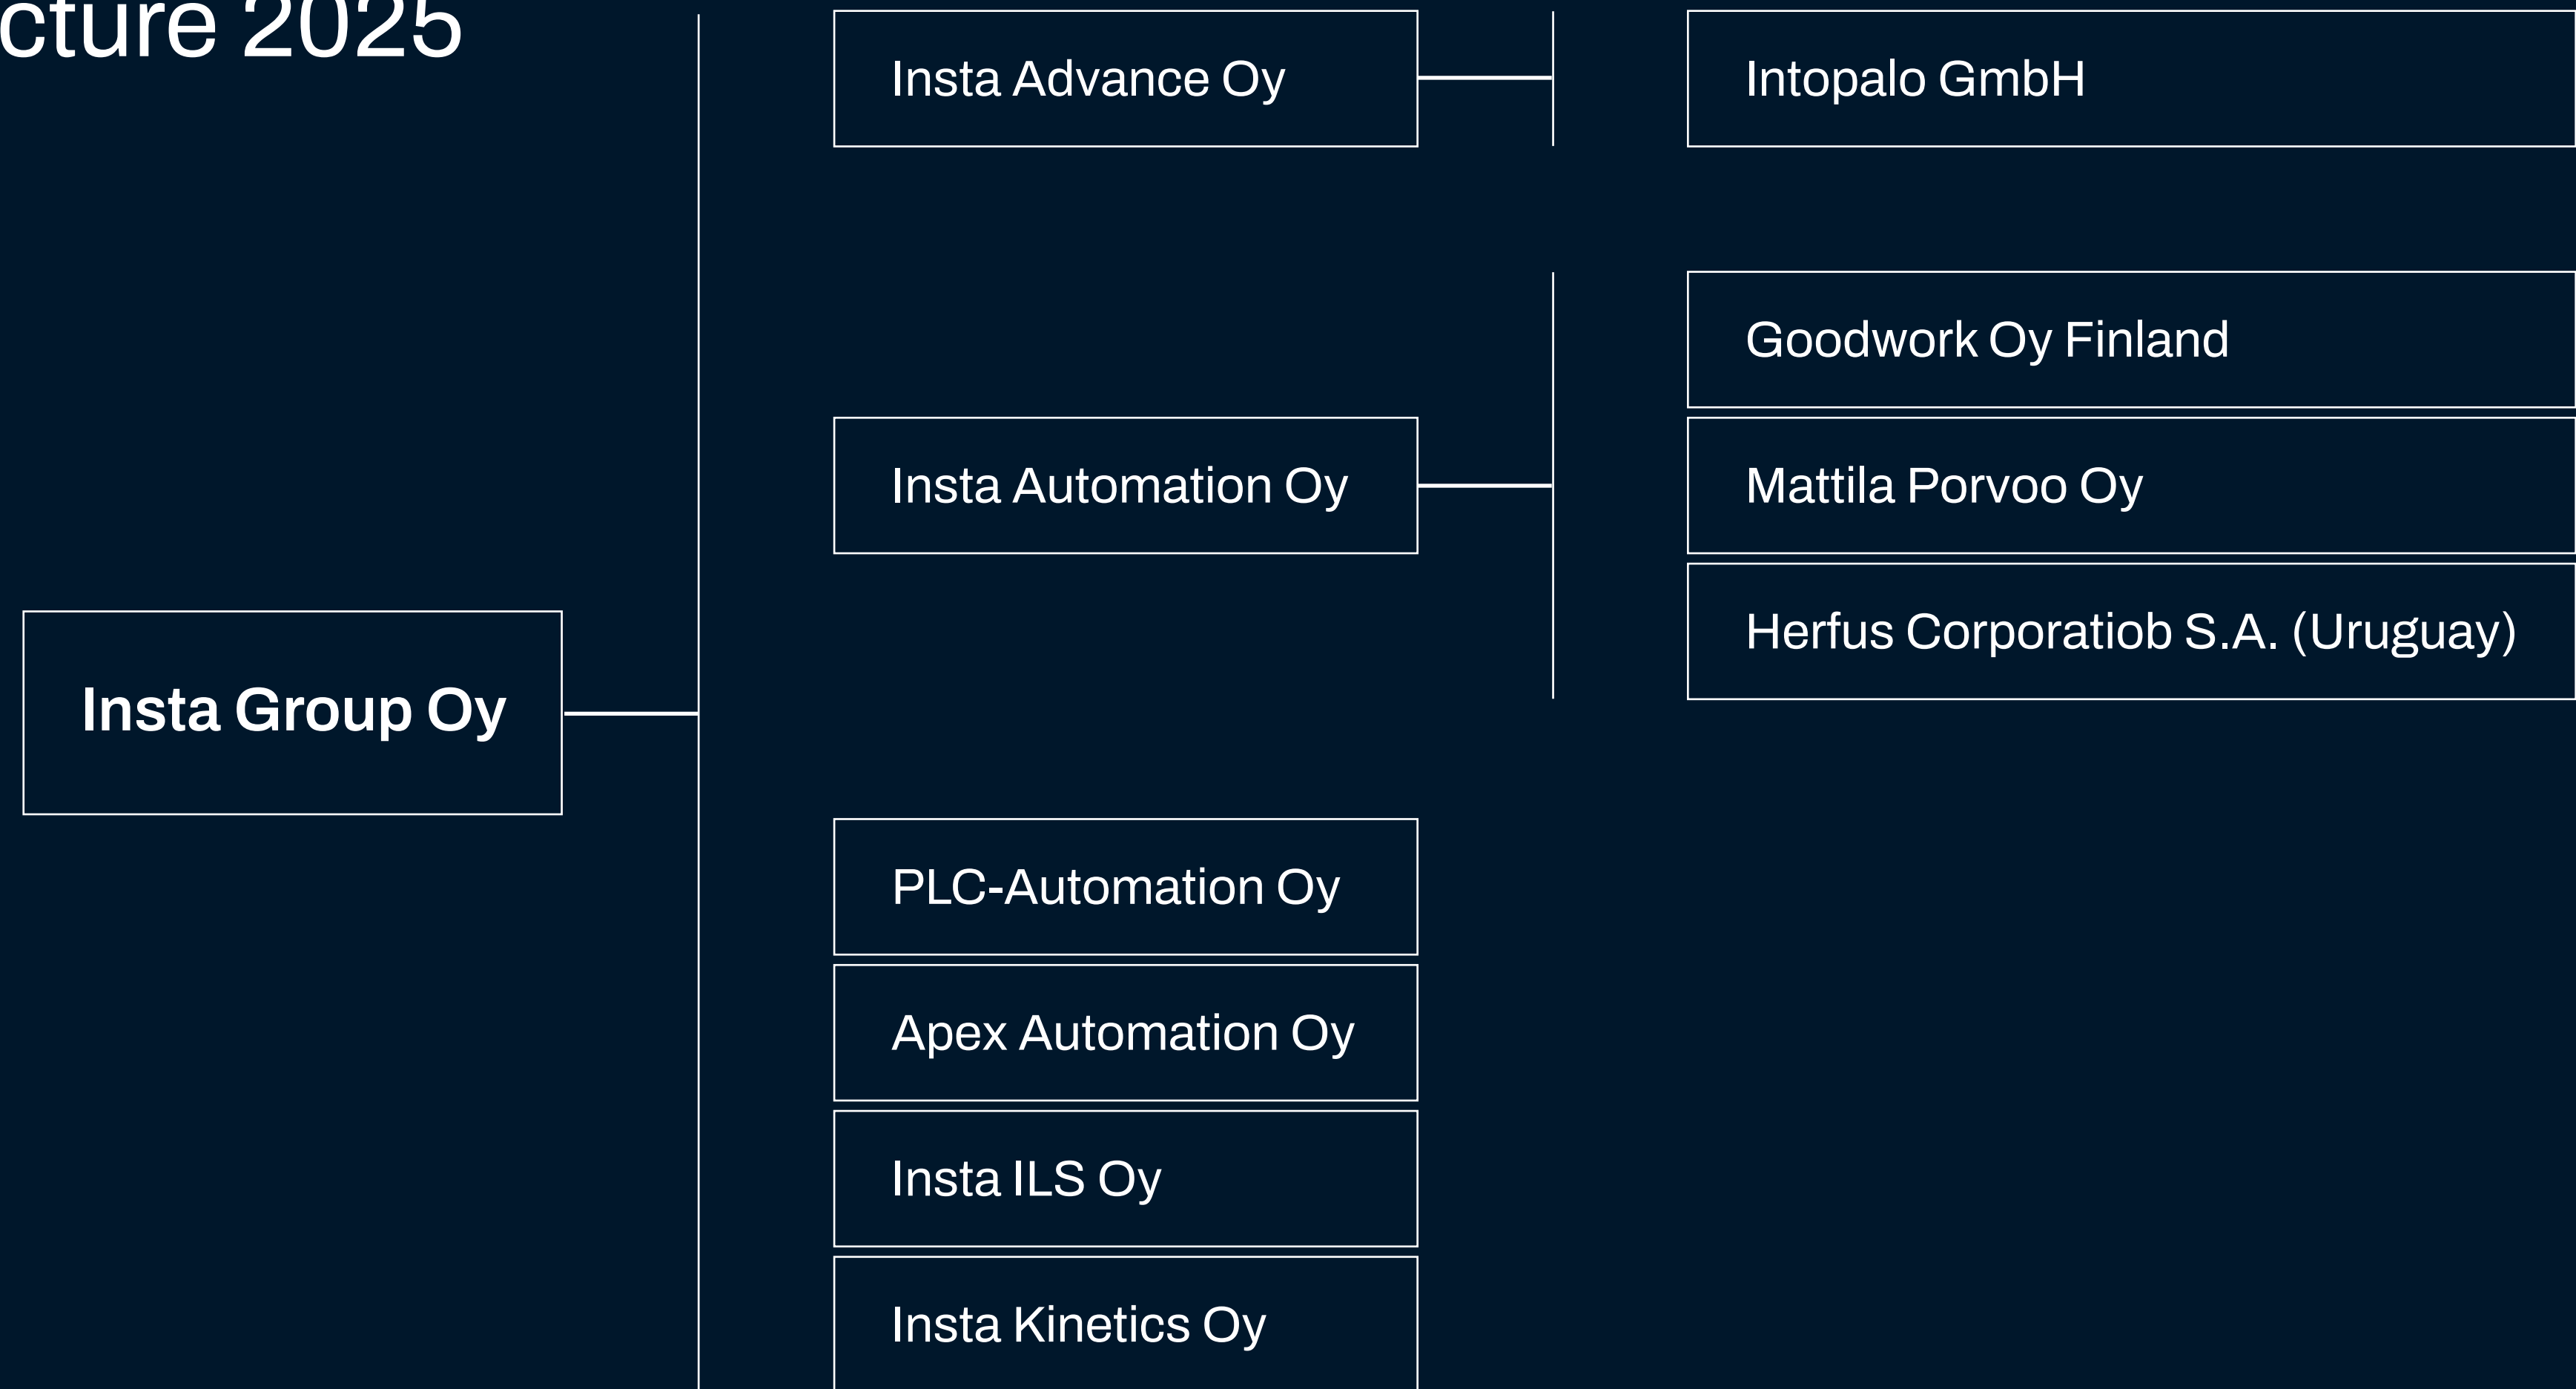 cture 2025
Insta Advance Oy
Intopalo GmbH
Goodwork Oy Finland
Insta Automation Oy
Mattila Porvoo Oy
Herfus Corporatiob S.A. (Uruguay)
Insta Group Oy
PLC-Automation Oy
Apex Automation Oy
Insta ILS Oy
Insta Kinetics Oy